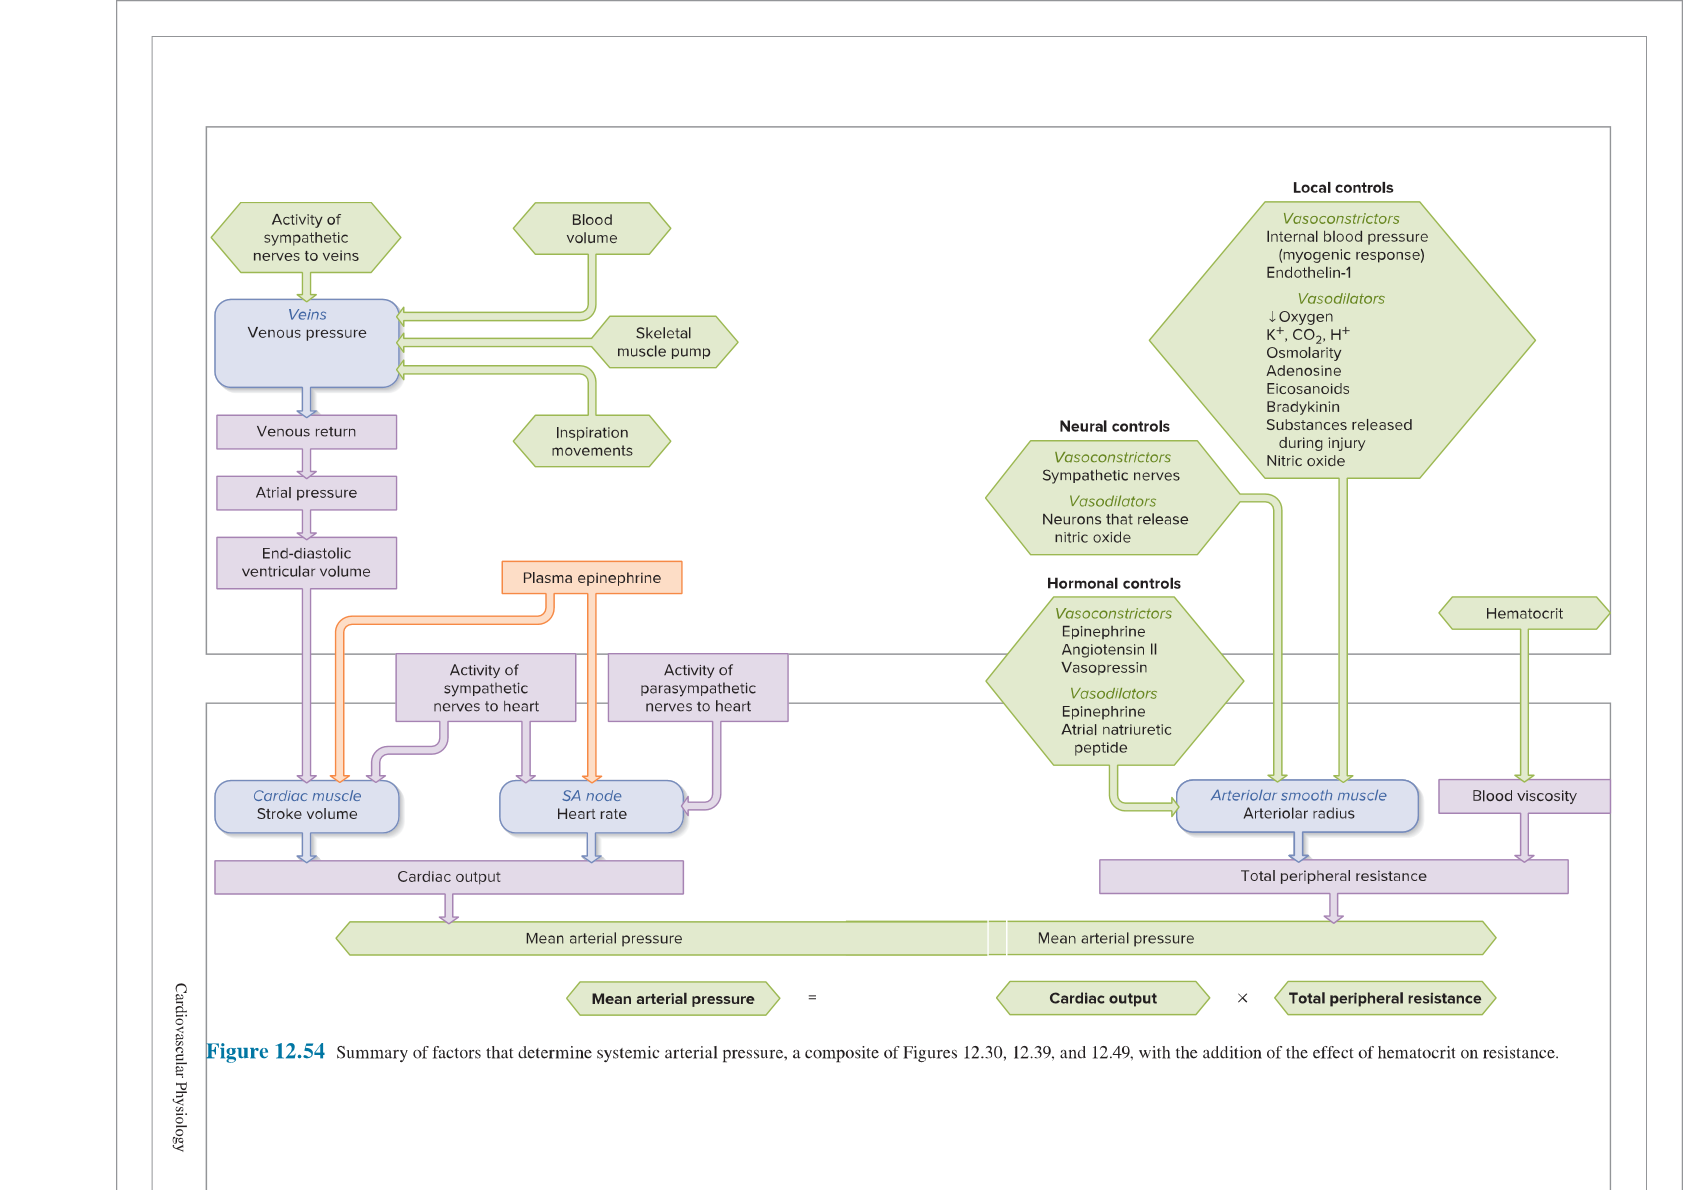 Activity of
sympathetic
nerves to veins
Blood
volume
Veins
Venous pressure
Skeletal
muscle pump
Inspiration
movements
Venous return
Atrial pressure
End-diastolic
ventricular volume
Plasma epinephrine
Activity of
sympathetic
nerves to heart
Activity of
parasympathetic
nerves to heart
Cardiac muscle
Stroke volume
SA node
Heart rate
Cardiac output
Local controls
Vasoconstrictors
Internal blood pressure
(myogenic response)
Endothelin-1
Vasodilators
↓Oxygen
K⁺, CO₂, H⁺
Osmolarity
Adenosine
Eicosanoids
Bradykinin
Substances released
during injury
Nitric oxide
Neural controls
Vasoconstrictors
Sympathetic nerves
Vasodilators
Neurons that release
nitric oxide
Hormonal controls
Vasoconstrictors
Epinephrine
Angiotensin II
Vasopressin
Vasodilators
Epinephrine
Atrial natriuretic
peptide
Hematocrit
Arteriolar smooth muscle
Arteriolar radius
Blood viscosity
Total peripheral resistance
Mean arterial pressure
Mean arterial pressure
Mean arterial pressure = Cardiac output × Total peripheral resistance
Figure 12.54 Summary of factors that determine systemic arterial pressure, a composite of Figures 12.30, 12.39, and 12.49, with the addition of the effect of hematocrit on resistance.
Cardiovascular Physiology